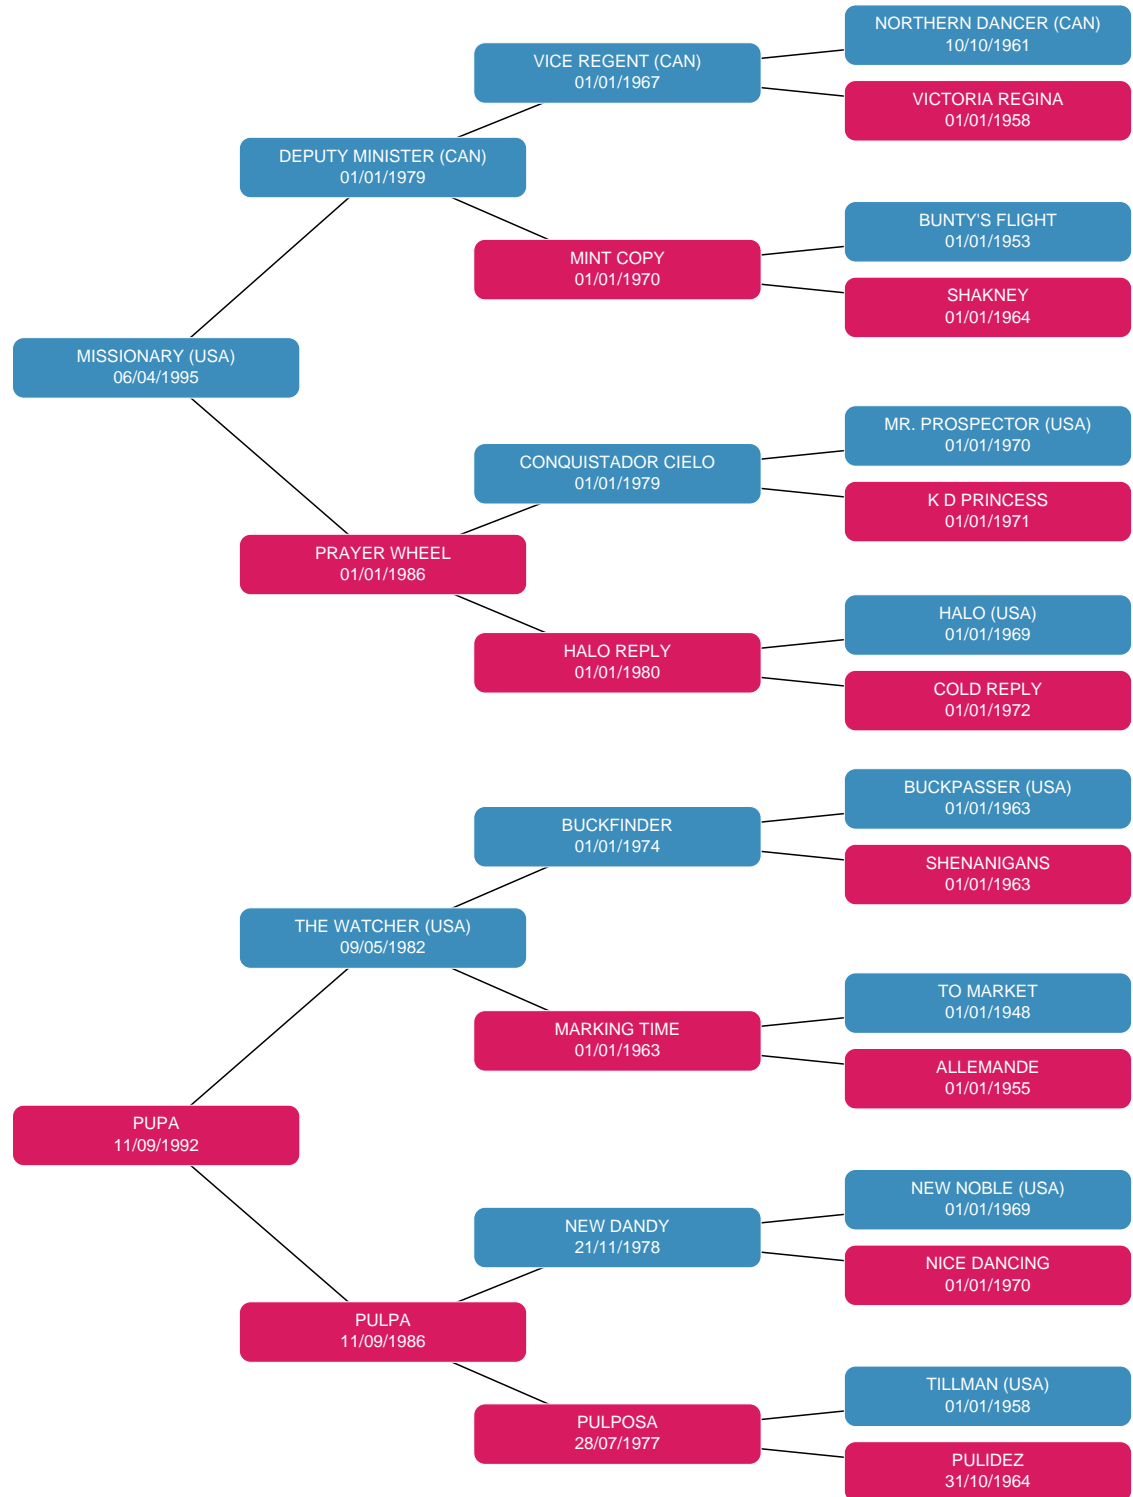 NORTHERN DANCER (CAN)
10/10/1961
VICE REGENT (CAN)
01/01/1967
VICTORIA REGINA
01/01/1958
DEPUTY MINISTER (CAN)
01/01/1979
BUNTY'S FLIGHT
01/01/1953
MINT COPY
01/01/1970
SHAKNEY
01/01/1964
MISSIONARY (USA)
06/04/1995
MR. PROSPECTOR (USA)
01/01/1970
CONQUISTADOR CIELO
01/01/1979
K D PRINCESS
01/01/1971
PRAYER WHEEL
01/01/1986
HALO (USA)
01/01/1969
HALO REPLY
01/01/1980
COLD REPLY
01/01/1972
BUCKPASSER (USA)
01/01/1963
BUCKFINDER
01/01/1974
SHENANIGANS
01/01/1963
THE WATCHER (USA)
09/05/1982
TO MARKET
01/01/1948
MARKING TIME
01/01/1963
ALLEMANDE
01/01/1955
PUPA
11/09/1992
NEW NOBLE (USA)
01/01/1969
NEW DANDY
21/11/1978
NICE DANCING
01/01/1970
PULPA
11/09/1986
TILLMAN (USA)
01/01/1958
PULPOSA
28/07/1977
PULIDEZ
31/10/1964